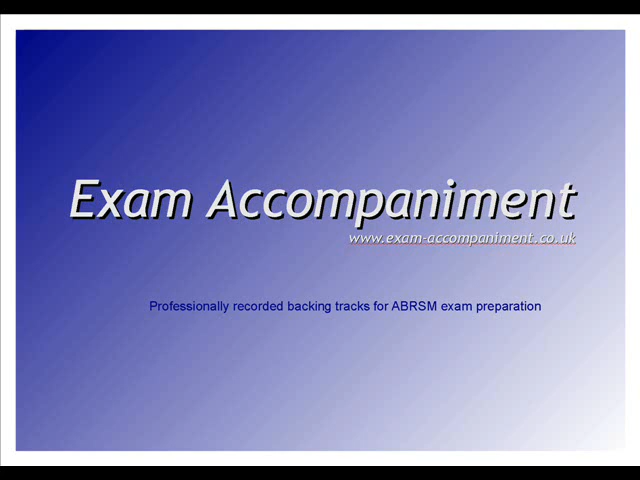 Exam Accompaniment
www.exam-accompaniment.co.uk
Professionally recorded backing tracks for ABRSM exam preparation